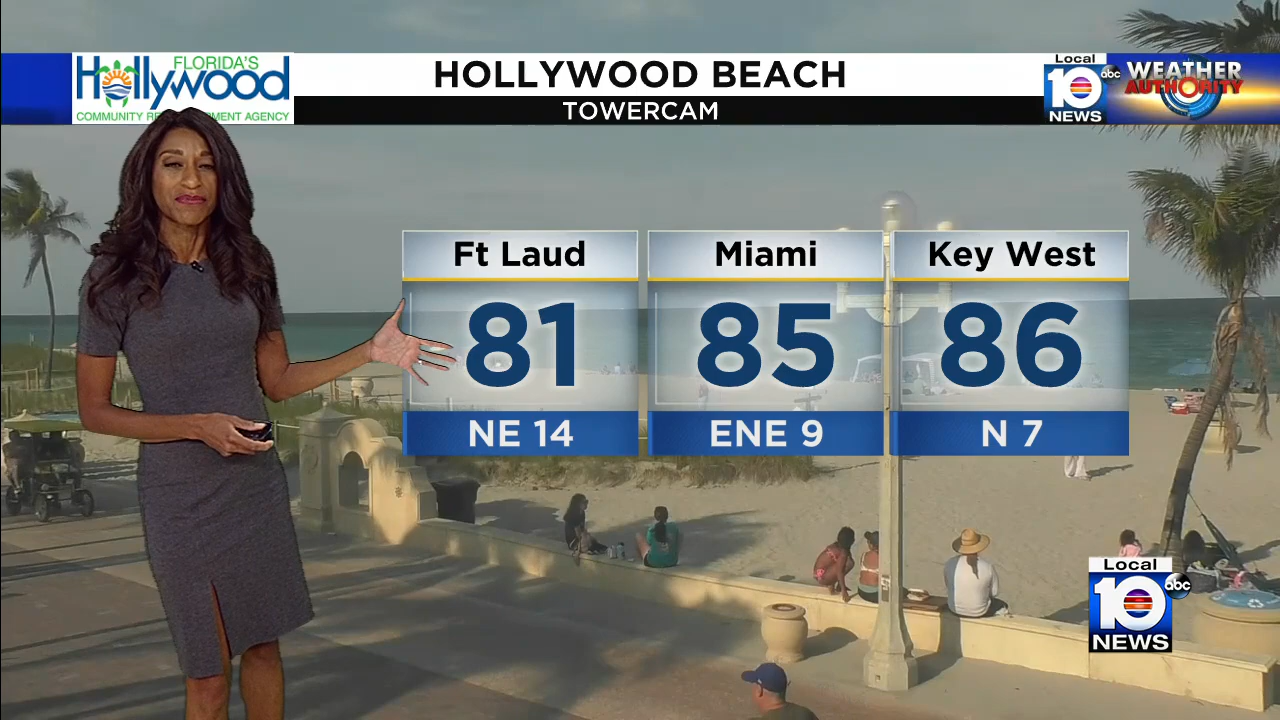 FLORIDA'S
Hollywood
COMMUNITY RE MENT AGENCY
HOLLYWOOD BEACH
TOWERCAM
Local
10
abc
NEWS
WEATHER
AUTHORITY
Ft Laud
81
NE 14
Miami
85
ENE 9
Key West
86
N 7
Local
10
abc
NEWS